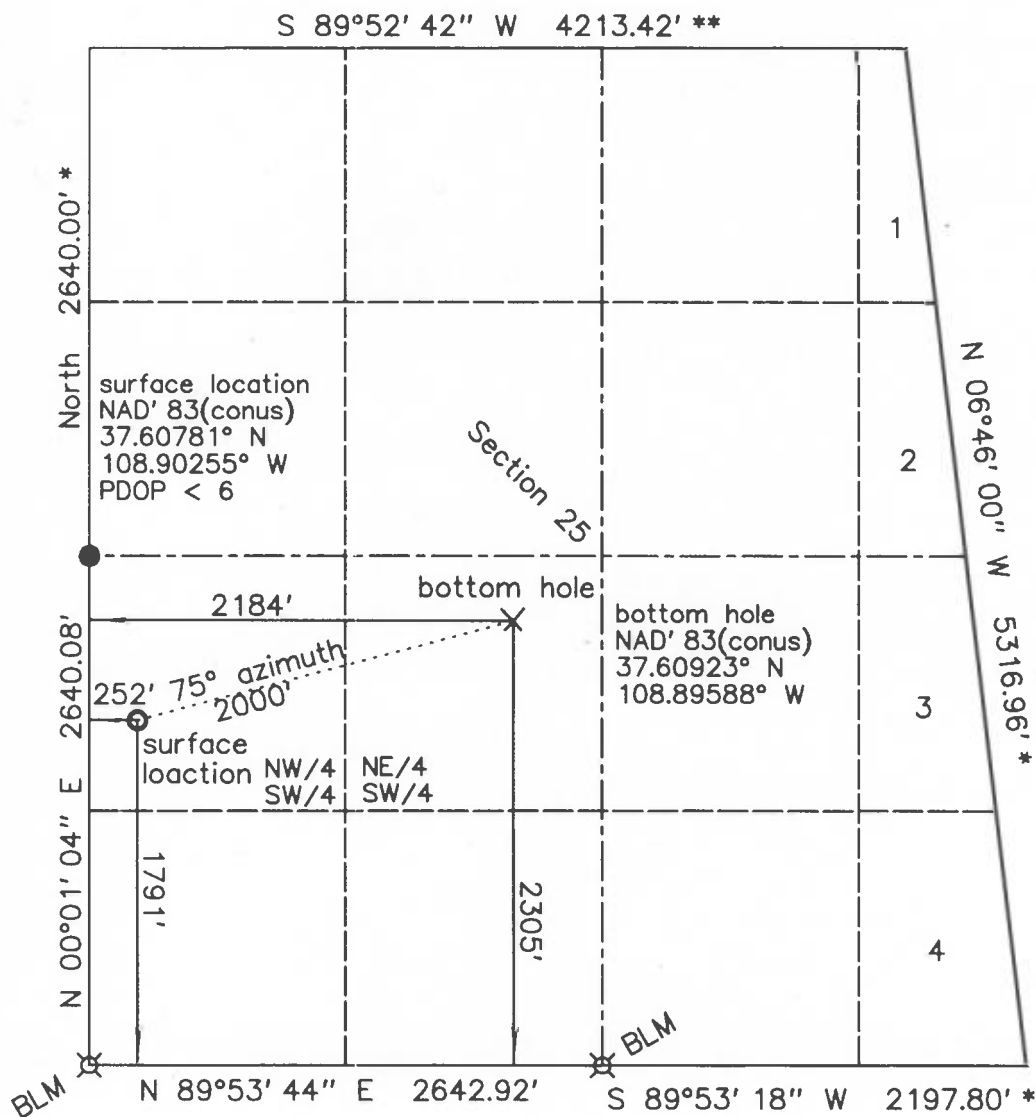 S 89°52' 42" W 4213.42' **
North 2640.00' *
1
surface location
NAD' 83(conus)
37.60781° N
108.90255° W
PDOP < 6
Section 25
2
N 06°46' 00" W 5316.96' *
bottom hole
2184'
bottom hole
NAD' 83(conus)
37.60923° N
108.89588° W
75° azimuth
2000'
252'
3
surface
loaction
NW/4 NE/4
SW/4 SW/4
N 00°01' 04" E 2640.08'
1791'
2305'
4
BLM
BLM
N 89°53' 44" E 2642.92'
S 89°53' 18" W 2197.80' *